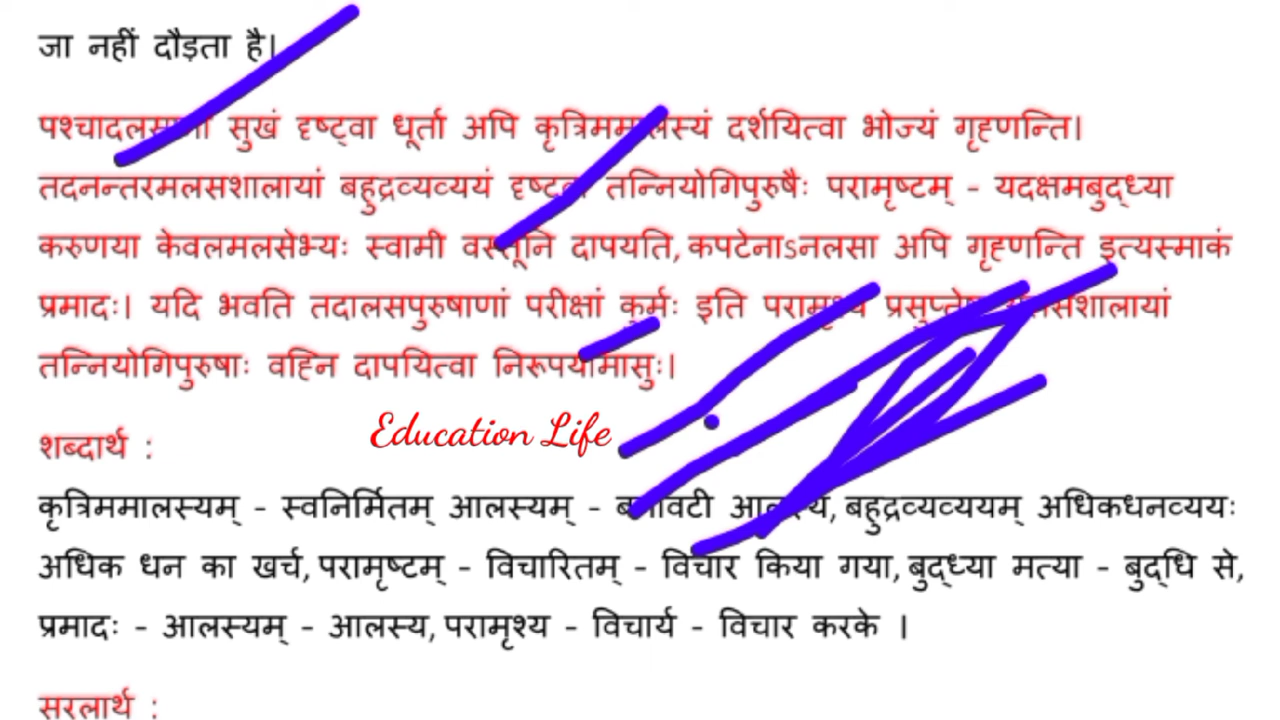 जा नहीं दौड़ता है।
पश्चादलसानां सुखं दृष्ट्वा धूर्ता अपि कृत्रिममालस्यं दर्शयित्वा भोज्यं गृह्णन्ति।
तदनन्तरमलसशालायां बहुद्रव्यव्ययं दृष्ट्वा तन्नियोगिपुरुषैः परामृष्टम् - यदक्षमबुद्ध्या
करुणया केवलमलसेभ्यः स्वामी वस्तूनि दापयति, कपटेनाऽनलसा अपि गृह्णन्ति इत्यस्माकं
प्रमादः। यदि भवति तदालसपुरुषाणां परीक्षां कुर्मः इति परामृश्य प्रसुप्तेषु अलसशालायां
तन्नियोगिपुरुषाः वह्नि दापयित्वा निरूपयामासुः।
Education Life
शब्दार्थ :
कृत्रिममालस्यम् - स्वनिर्मितम् आलस्यम् - बनावटी आलस्य, बहुद्रव्यव्ययम् अधिकधनव्ययः
अधिक धन का खर्च, परामृष्टम् - विचारितम् - विचार किया गया, बुद्ध्या मत्या - बुद्धि से,
प्रमादः - आलस्यम् - आलस्य, परामृश्य - विचार्य - विचार करके ।
सरलार्थ :